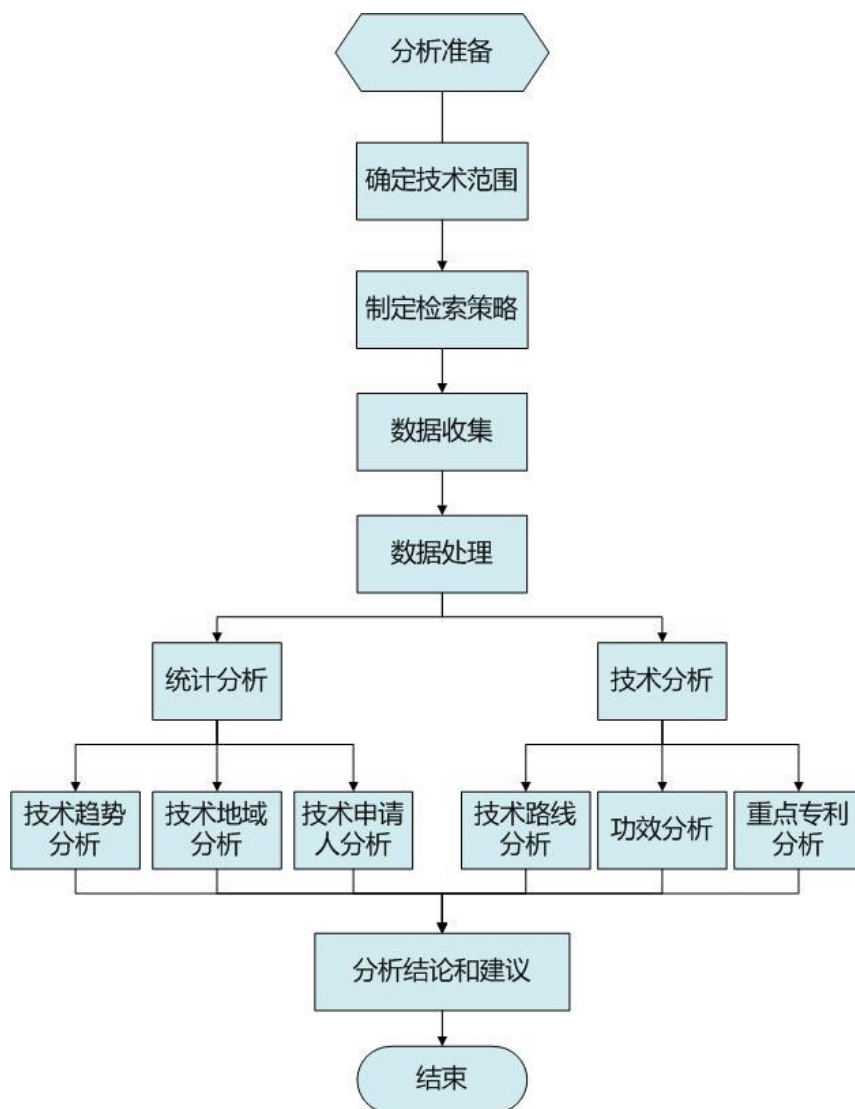 分析准备
确定技术范围
制定检索策略
数据收集
数据处理
统计分析
技术分析
技术趋势
分析
技术地域
分析
技术申请
人分析
技术路线
分析
功效分析
重点专利
分析
分析结论和建议
结束